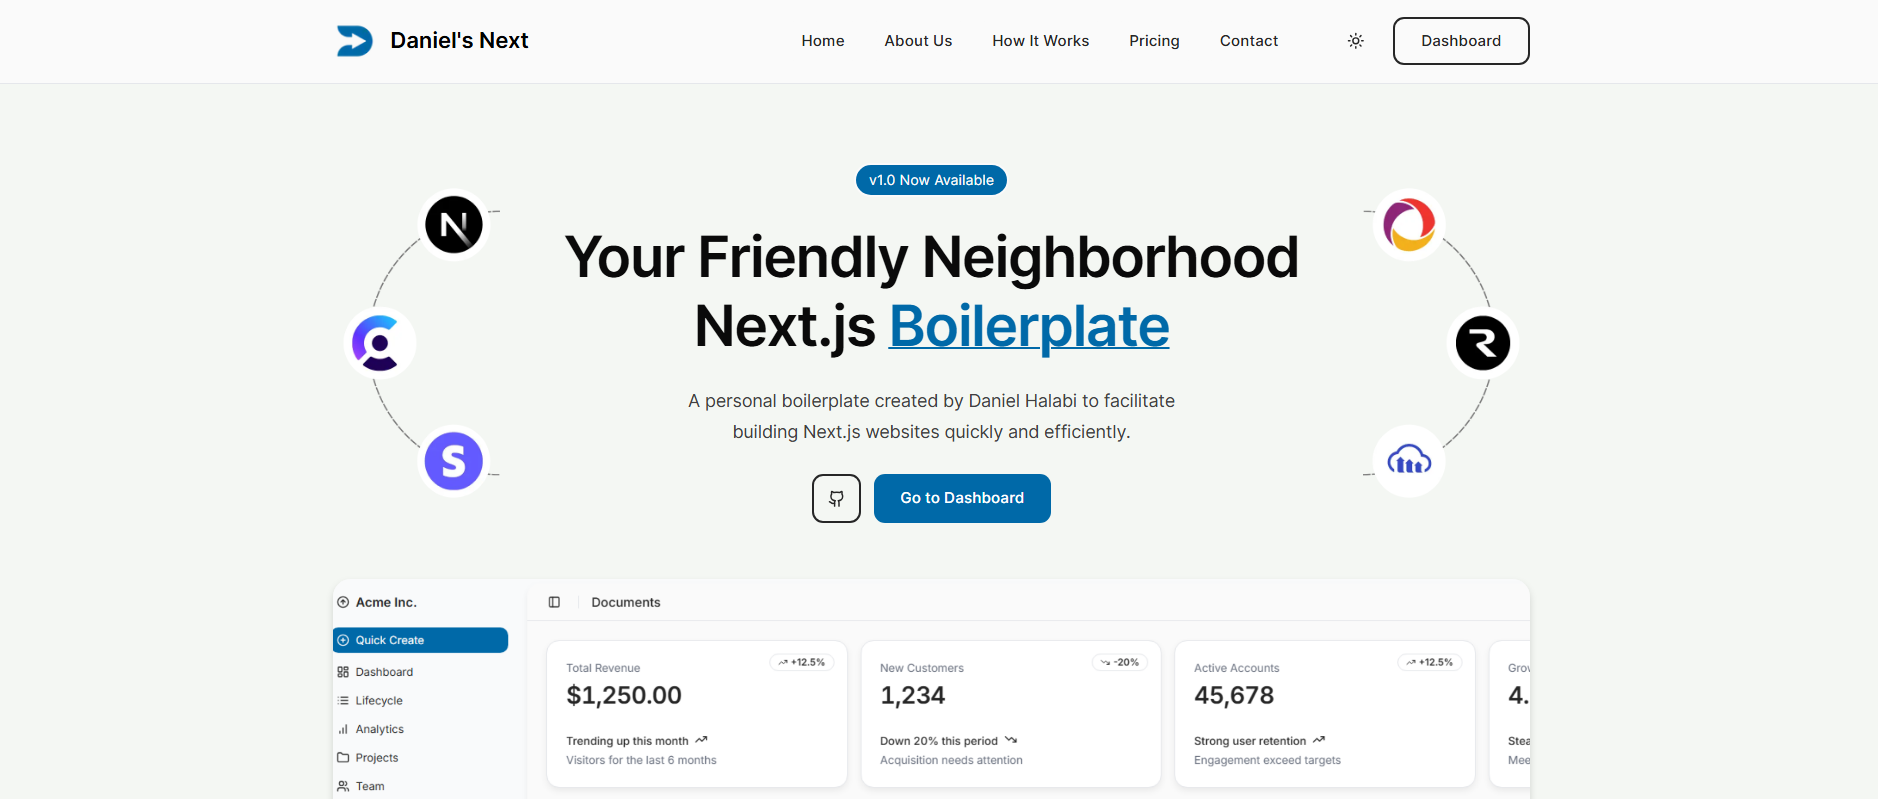 Daniel's Next
Home
About Us
How It Works
Pricing
Contact
Dashboard
v1.0 Now Available
Your Friendly Neighborhood
Next.js Boilerplate
A personal boilerplate created by Daniel Halabi to facilitate
building Next.js websites quickly and efficiently.
Go to Dashboard
Acme Inc.
Quick Create
Dashboard
Lifecycle
Analytics
Projects
Team
Documents
Total Revenue
+12.5%
$1,250.00
Trending up this month
Visitors for the last 6 months
New Customers
-20%
1,234
Down 20% this period
Acquisition needs attention
Active Accounts
+12.5%
45,678
Strong user retention
Engagement exceed targets